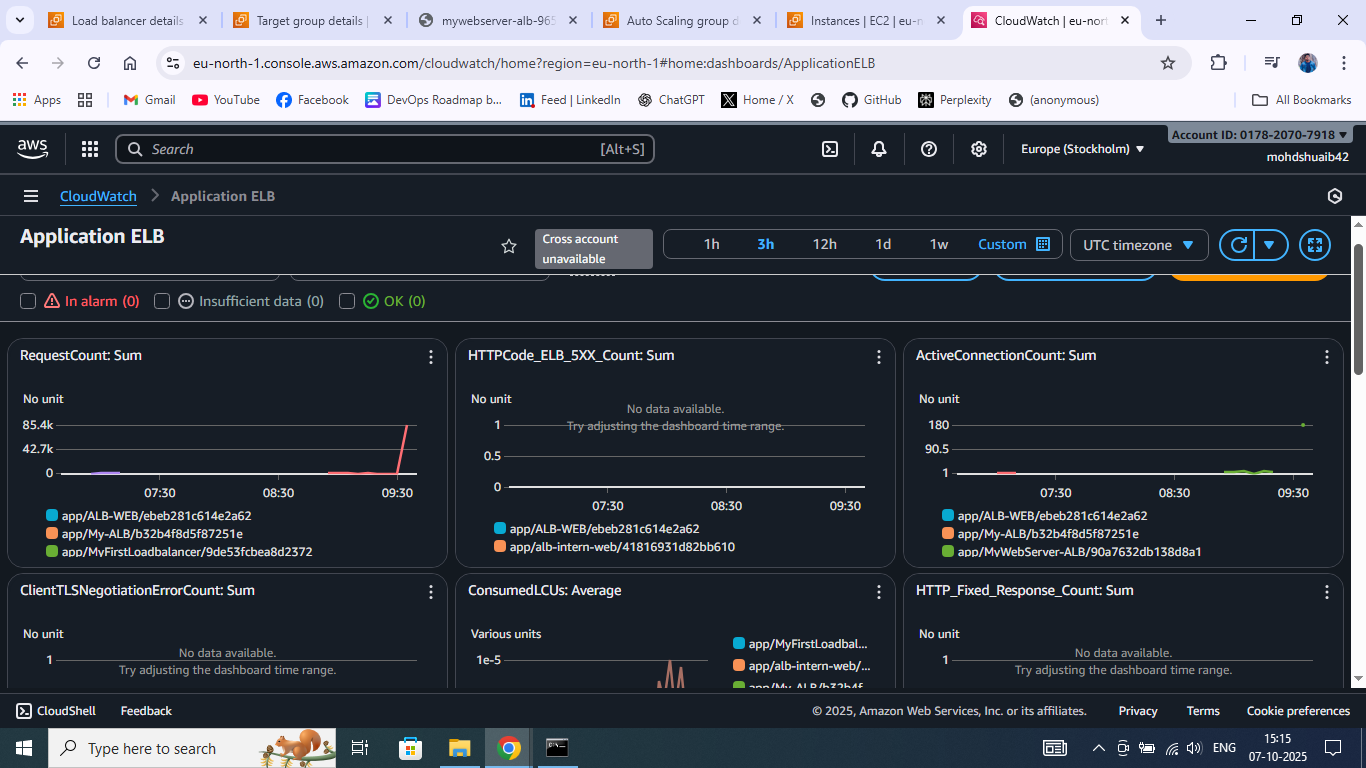 Load balancer details
Target group details |
mywebserver-alb-965
Auto Scaling group d
Instances | EC2 | eu-n
CloudWatch | eu-nort
eu-north-1.console.aws.amazon.com/cloudwatch/home?region=eu-north-1#home:dashboards/ApplicationELB
Apps
Gmail
YouTube
Facebook
DevOps Roadmap b...
Feed | LinkedIn
ChatGPT
Home / X
GitHub
Perplexity
(anonymous)
All Bookmarks
aws
Search
[Alt+S]
Europe (Stockholm)
Account ID: 0178-2070-7918
mohdshuaib42
CloudWatch
Application ELB
Application ELB
Cross account
unavailable
1h
3h
12h
1d
1w
Custom
UTC timezone
In alarm (0)
Insufficient data (0)
OK (0)
RequestCount: Sum
No unit
85.4k
42.7k
0
07:30
08:30
09:30
app/ALB-WEB/ebeb281c614e2a62
app/My-ALB/b32b4f8d5f87251e
app/MyFirstLoadbalancer/9de53fcbea8d2372
HTTPCode_ELB_5XX_Count: Sum
No unit
No data available.
Try adjusting the dashboard time range.
1
0.5
0
07:30
08:30
09:30
app/ALB-WEB/ebeb281c614e2a62
app/alb-intern-web/41816931d82bb610
ActiveConnectionCount: Sum
No unit
180
90.5
1
07:30
08:30
09:30
app/ALB-WEB/ebeb281c614e2a62
app/My-ALB/b32b4f8d5f87251e
app/MyWebServer-ALB/90a7632db138d8a1
ClientTLSNegotiationErrorCount: Sum
No unit
No data available.
1
Try adjusting the dashboard time range.
ConsumedLCUs: Average
Various units
1e-5
app/MyFirstLoadbal...
app/alb-intern-web/...
app/My-ALB/b32b4f...
HTTP_Fixed_Response_Count: Sum
No unit
No data available.
1
Try adjusting the dashboard time range.
CloudShell
Feedback
© 2025, Amazon Web Services, Inc. or its affiliates.
Privacy
Terms
Cookie preferences
Type here to search
ENG
15:15
07-10-2025